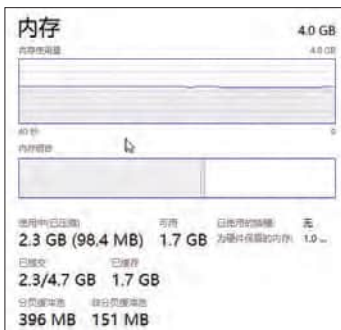 内存 4.0 GB
内存使用量 4.0 GB
60 秒 0
内存组合
使用中(已压缩) 可用 已使用的插槽: 无
2.3 GB (98.4 MB) 1.7 GB 为硬件保留的内存: 1.0 ...
已提交 已缓存
2.3/4.7 GB 1.7 GB
分页缓冲池 非分页缓冲池
396 MB 151 MB